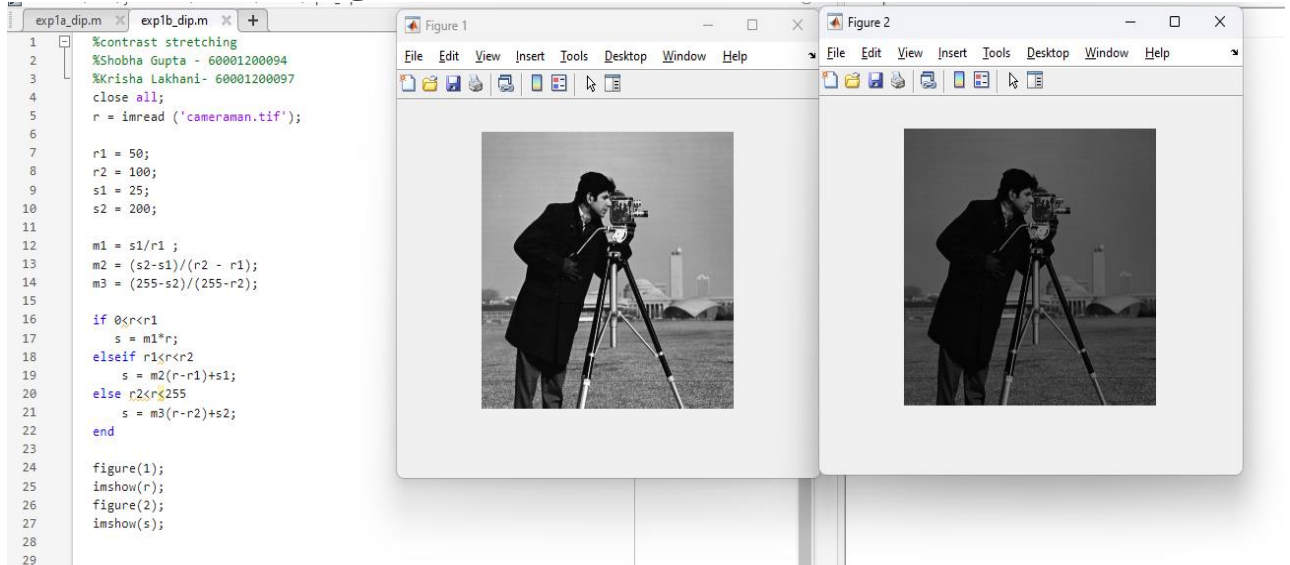 exp1a_dip.m × exp1b_dip.m × +
1 %contrast stretching
2 %Shobha Gupta - 60001200094
3 %Krisha Lakhani- 60001200097
4 close all;
5 r = imread ('cameraman.tif');
6
7 r1 = 50;
8 r2 = 100;
9 s1 = 25;
10 s2 = 200;
11
12 m1 = s1/r1 ;
13 m2 = (s2-s1)/(r2 - r1);
14 m3 = (255-s2)/(255-r2);
15
16 if 0<r<r1
17 s = m1*r;
18 elseif r1<r<r2
19 s = m2(r-r1)+s1;
20 else r2<r<255
21 s = m3(r-r2)+s2;
22 end
23
24 figure(1);
25 imshow(r);
26 figure(2);
27 imshow(s);
28
29
Figure 1
File Edit View Insert Tools Desktop Window Help
Figure 2
File Edit View Insert Tools Desktop Window Help